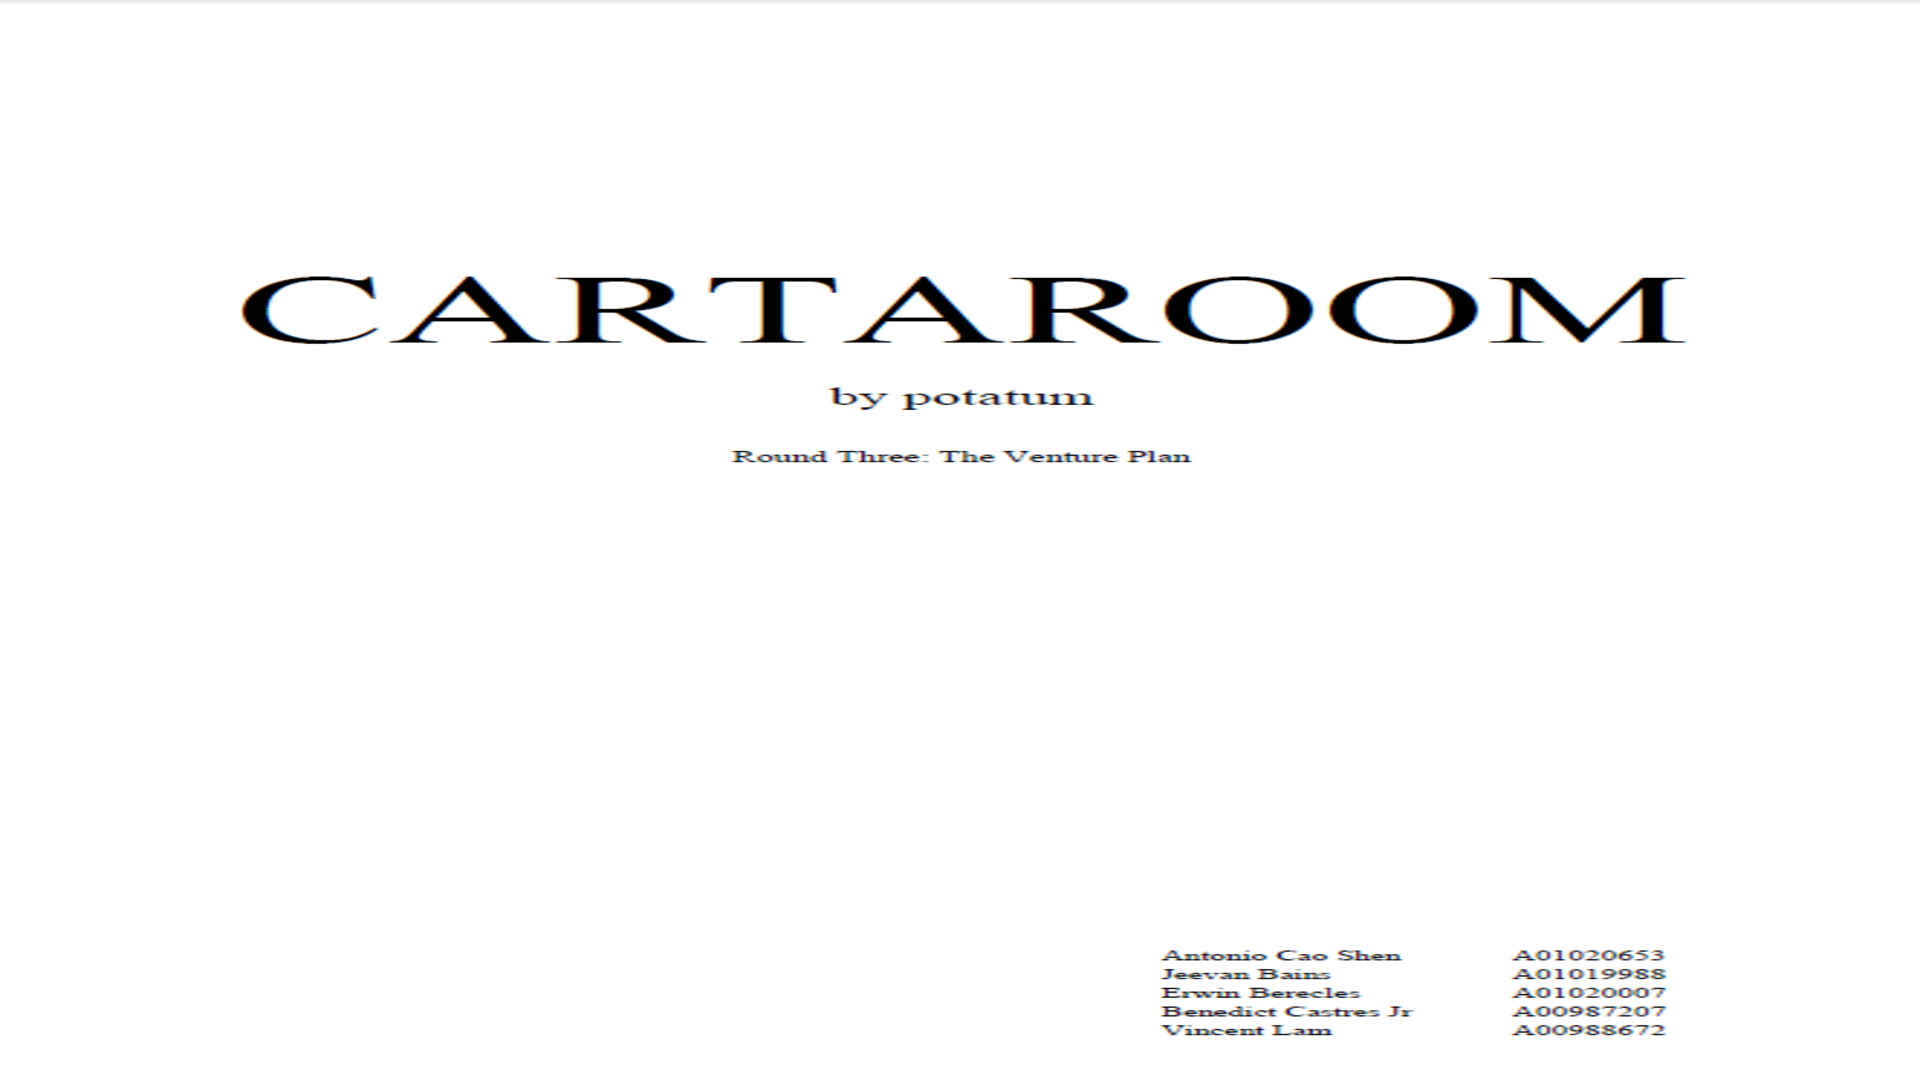 CARTAROOM
by potatum
Round Three: The Venture Plan
Antonio Cao Shen A01020653
Jeevan Bains A01019988
Erwin Berecles A01020007
Benedict Castres Jr A00987207
Vincent Lam A00988672